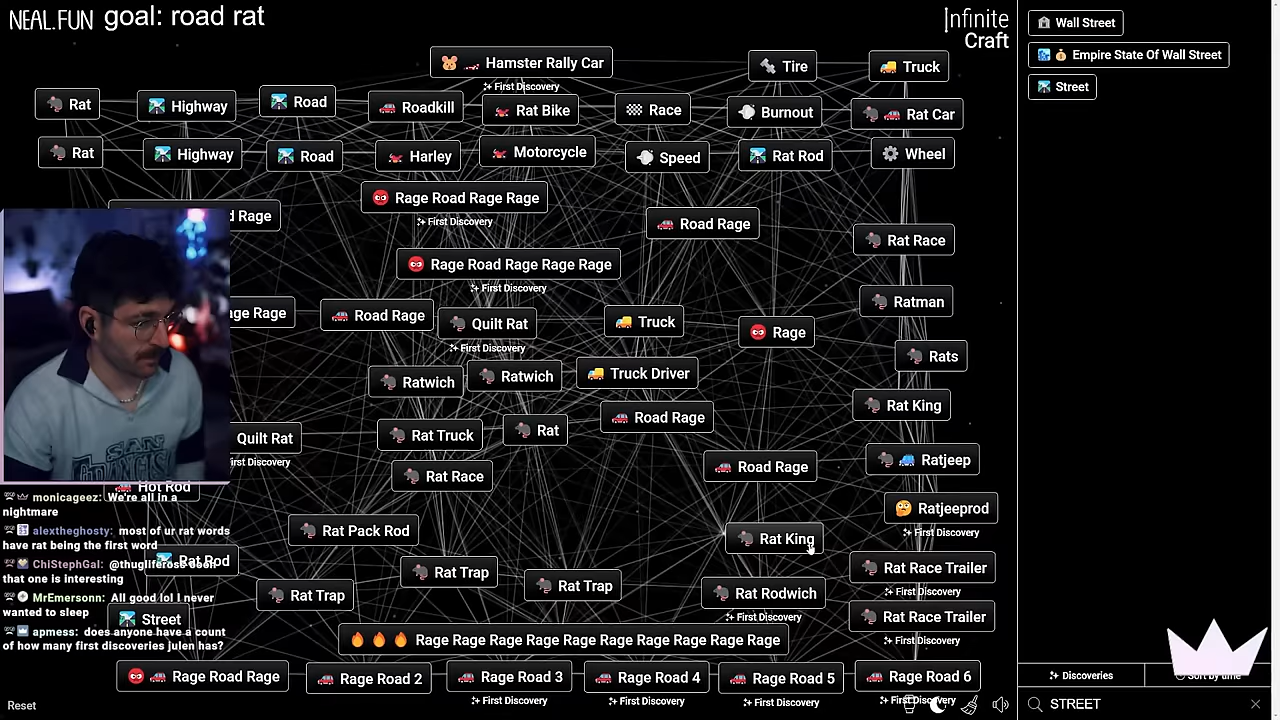 NEAL.FUN goal: road rat
Infinite Craft
Wall Street
Empire State Of Wall Street
Street
Hamster Rally Car
First Discovery
Tire
Truck
Rat
Highway
Road
Roadkill
Rat Bike
Race
Burnout
Rat Car
Rat
Highway
Road
Harley
Motorcycle
Speed
Rat Rod
Wheel
Rage Road Rage Rage
First Discovery
d Rage
Road Rage
Rat Race
Rage Road Rage Rage Rage
First Discovery
Ratman
age Rage
Road Rage
Quilt Rat
First Discovery
Truck
Rage
Rats
Ratwich
Ratwich
Truck Driver
Rat King
Road Rage
Quilt Rat
irst Discovery
Rat Truck
Rat
Road Rage
Ratjeep
Rat Race
Hot Rod
Ratjeeprod
First Discovery
Rat Pack Rod
Rat King
Rat Rod
Rat Trap
Rat Trap
Rat Race Trailer
First Discovery
Rat Trap
Rat Rodwich
First Discovery
Street
Rat Race Trailer
First Discovery
Rage Rage Rage Rage Rage Rage Rage Rage Rage Rage
Rage Road Rage
Rage Road 2
Rage Road 3
First Discovery
Rage Road 4
First Discovery
Rage Road 5
First Discovery
Rage Road 6
First Discovery
SAN
monicageez: We're all in a
nightmare
alextheghosty: most of ur rat words
have rat being the first word
ChiStephGal:
that one is interesting
MrEmersonn: All good lol I never
wanted to sleep
apmess: does anyone have a count
of how many first discoveries julen has?
Reset
Discoveries
Sort by time
STREET